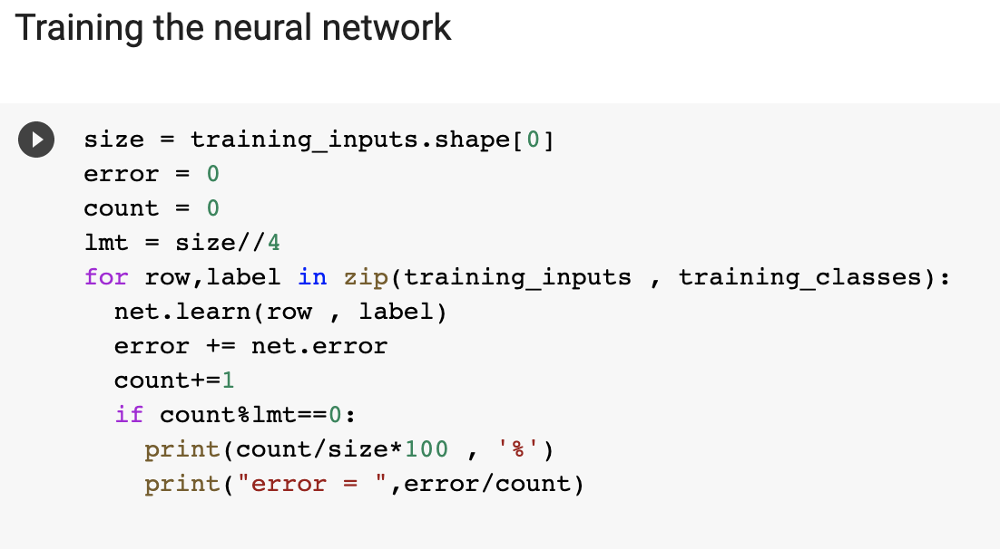 Training the neural network
size = training_inputs.shape[0]
error = 0
count = 0
lmt = size//4
for row,label in zip(training_inputs , training_classes):
  net.learn(row , label)
  error += net.error
  count+=1
  if count%lmt==0:
    print(count/size*100 , '%')
    print("error = ",error/count)